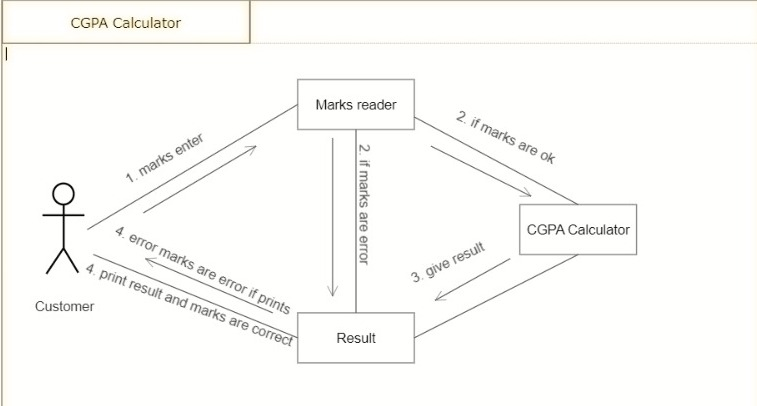 CGPA Calculator
Marks reader
1. marks enter
2. if marks are ok
2. if marks are error
CGPA Calculator
3. give result
4. error marks are error if prints
4. print result and marks are correct
Customer
Result